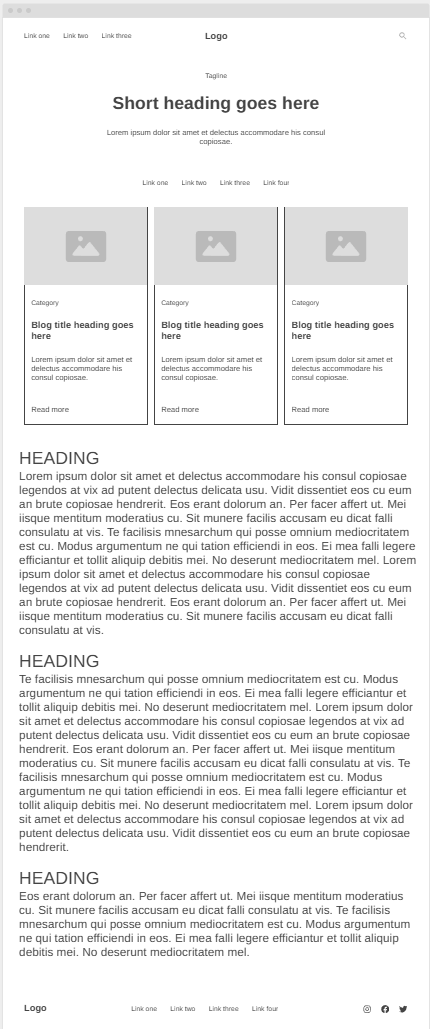 Link one Link two Link three Logo
Tagline
Short heading goes here
Lorem ipsum dolor sit amet et delectus accommodare his consul
copiosae.
Link one Link two Link three Link four
Category
Blog title heading goes
here
Lorem ipsum dolor sit amet et
delectus accommodare his
consul copiosae.
Read more
Category
Blog title heading goes
here
Lorem ipsum dolor sit amet et
delectus accommodare his
consul copiosae.
Read more
Category
Blog title heading goes
here
Lorem ipsum dolor sit amet et
delectus accommodare his
consul copiosae.
Read more
HEADING
Lorem ipsum dolor sit amet et delectus accommodare his consul copiosae
legendos at vix ad putent delectus delicata usu. Vidit dissentiet eos cu eum
an brute copiosae hendrerit. Eos erant dolorum an. Per facer affert ut. Mei
iisque mentitum moderatius cu. Sit munere facilis accusam eu dicat falli
consulatu at vis. Te facilisis mnesarchum qui posse omnium mediocritatem
est cu. Modus argumentum ne qui tation efficiendi in eos. Ei mea falli legere
efficiantur et tollit aliquip debitis mei. No deserunt mediocritatem mel. Lorem
ipsum dolor sit amet et delectus accommodare his consul copiosae
legendos at vix ad putent delectus delicata usu. Vidit dissentiet eos cu eum
an brute copiosae hendrerit. Eos erant dolorum an. Per facer affert ut. Mei
iisque mentitum moderatius cu. Sit munere facilis accusam eu dicat falli
consulatu at vis.
HEADING
Te facilisis mnesarchum qui posse omnium mediocritatem est cu. Modus
argumentum ne qui tation efficiendi in eos. Ei mea falli legere efficiantur et
tollit aliquip debitis mei. No deserunt mediocritatem mel. Lorem ipsum dolor
sit amet et delectus accommodare his consul copiosae legendos at vix ad
putent delectus delicata usu. Vidit dissentiet eos cu eum an brute copiosae
hendrerit. Eos erant dolorum an. Per facer affert ut. Mei iisque mentitum
moderatius cu. Sit munere facilis accusam eu dicat falli consulatu at vis. Te
facilisis mnesarchum qui posse omnium mediocritatem est cu. Modus
argumentum ne qui tation efficiendi in eos. Ei mea falli legere efficiantur et
tollit aliquip debitis mei. No deserunt mediocritatem mel. Lorem ipsum dolor
sit amet et delectus accommodare his consul copiosae legendos at vix ad
putent delectus delicata usu. Vidit dissentiet eos cu eum an brute copiosae
hendrerit.
HEADING
Eos erant dolorum an. Per facer affert ut. Mei iisque mentitum moderatius
cu. Sit munere facilis accusam eu dicat falli consulatu at vis. Te facilisis
mnesarchum qui posse omnium mediocritatem est cu. Modus argumentum
ne qui tation efficiendi in eos. Ei mea falli legere efficiantur et tollit aliquip
debitis mei. No deserunt mediocritatem mel.
Logo Link one Link two Link three Link four